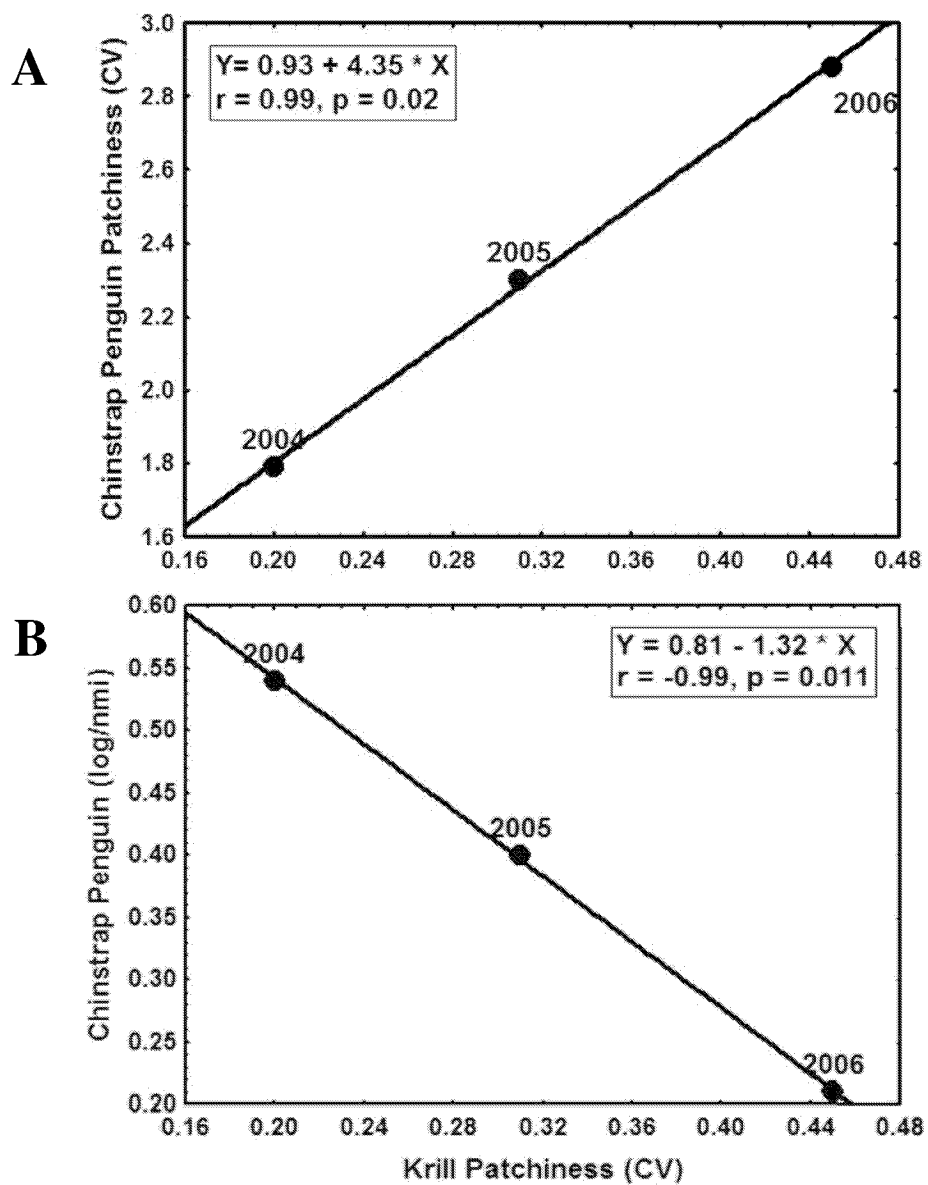 A
Chinstrap Penguin Patchiness (CV)
3.0
2.8
2.6
2.4
2.2
2.0
1.8
1.6
Y= 0.93 + 4.35 * X
r = 0.99, p = 0.02
2006
2005
2004
0.16 0.20 0.24 0.28 0.32 0.36 0.40 0.44 0.48
B
Chinstrap Penguin (log/nmi)
0.60
0.55
0.50
0.45
0.40
0.35
0.30
0.25
0.20
Y = 0.81 - 1.32 * X
r = -0.99, p = 0.011
2004
2005
2006
0.16 0.20 0.24 0.28 0.32 0.36 0.40 0.44 0.48
Krill Patchiness (CV)